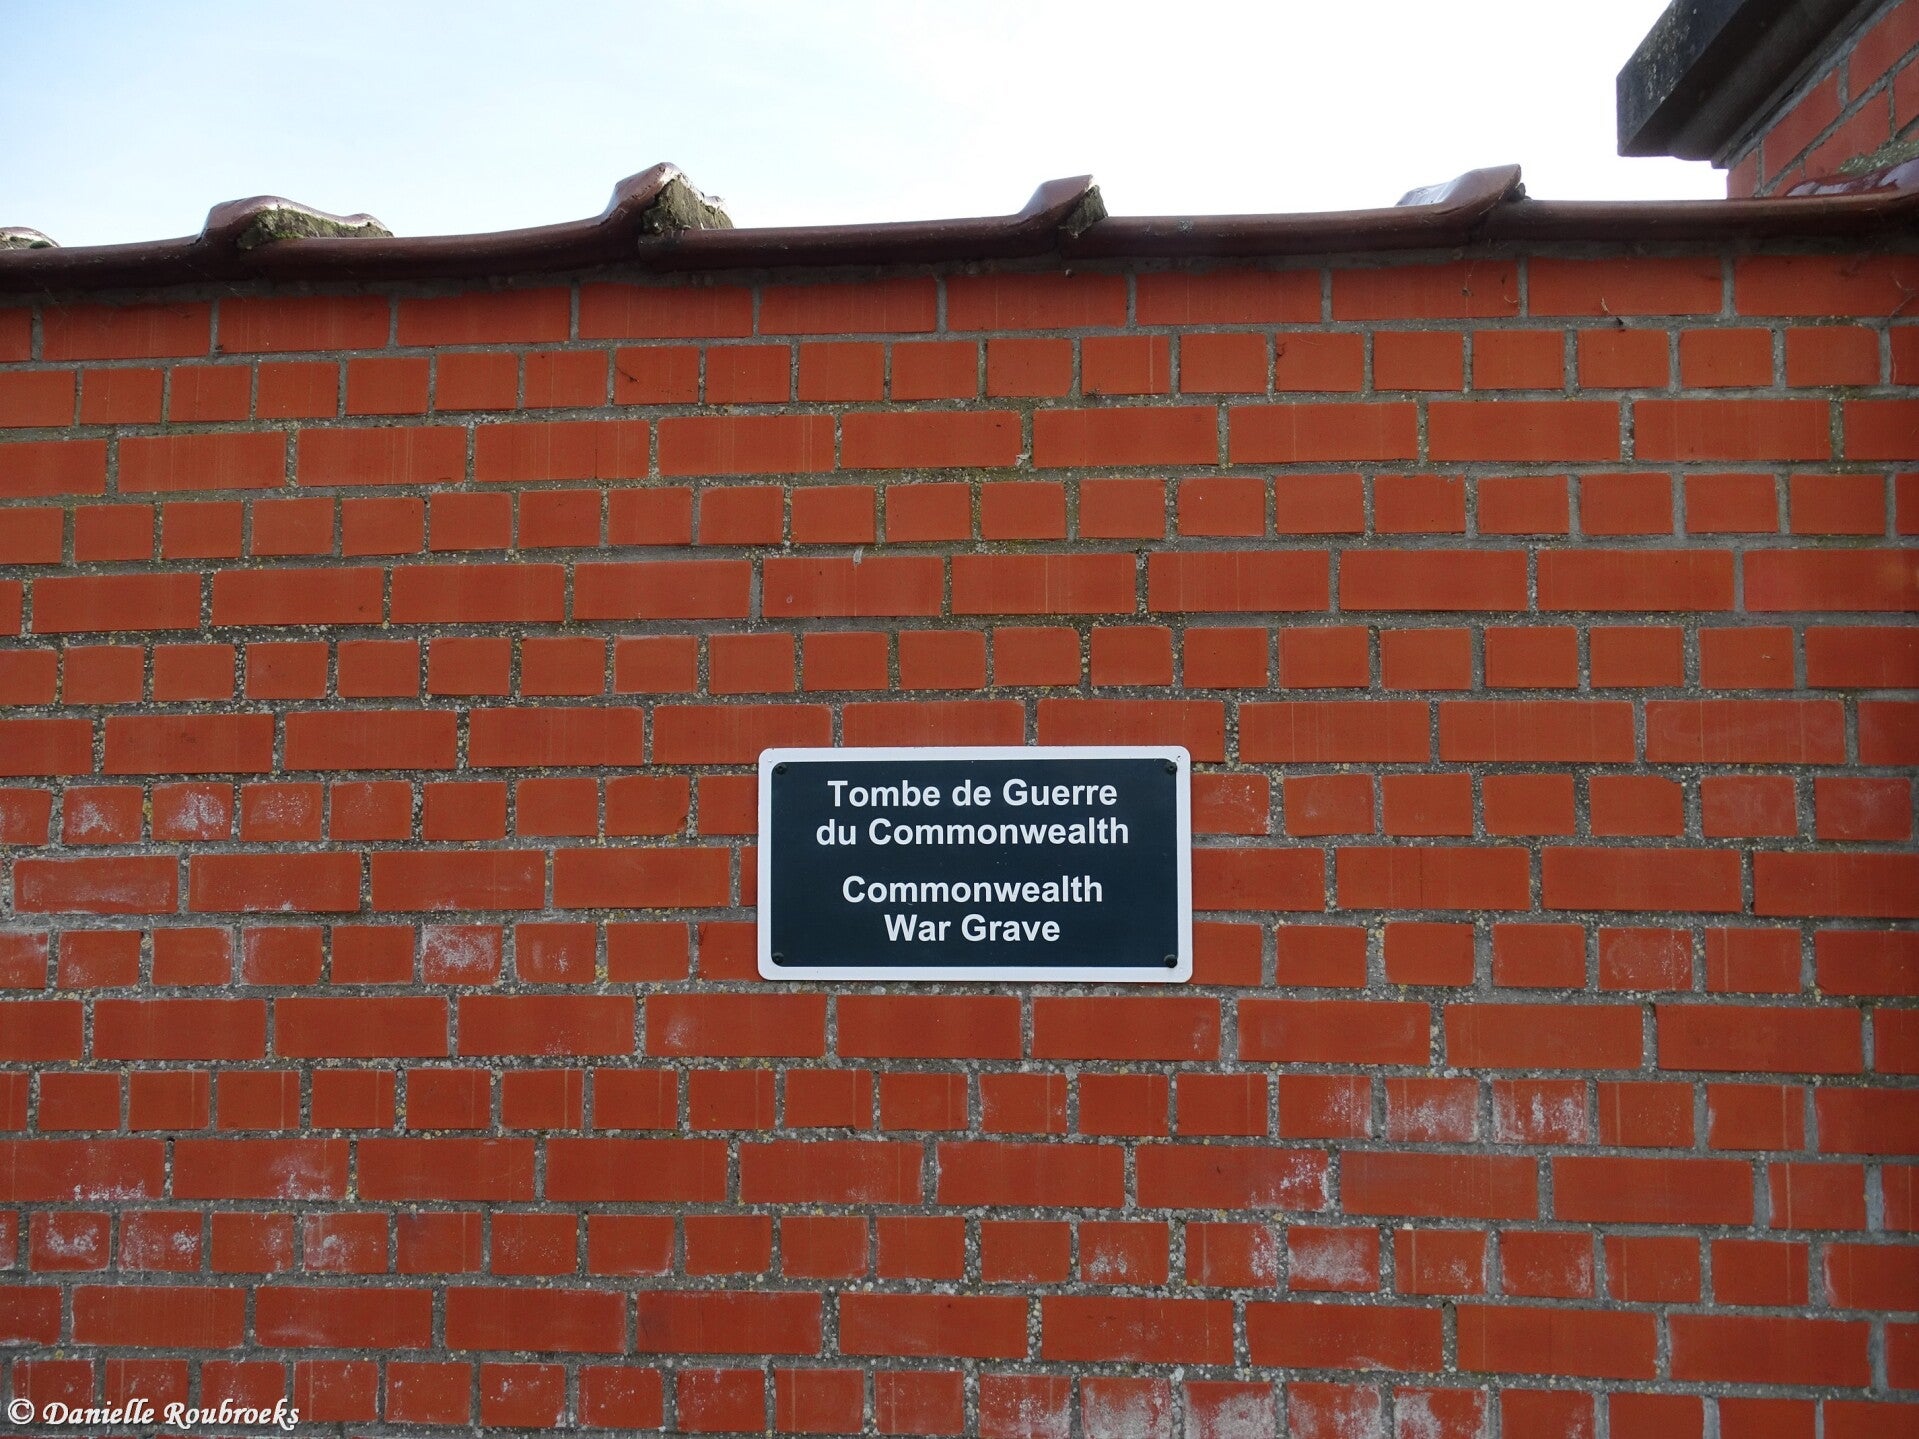 Tombe de Guerre
du Commonwealth
Commonwealth
War Grave
© Danielle Roubroeks